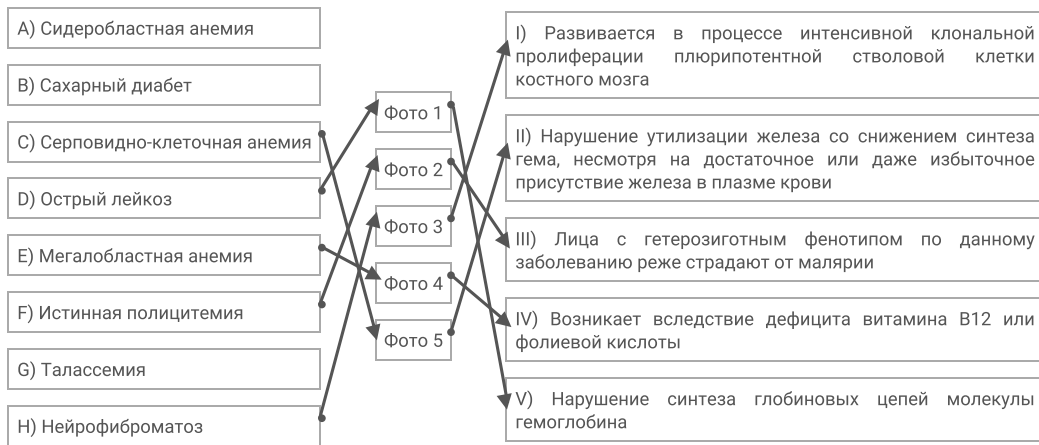 A) Сидеробластная анемия
B) Сахарный диабет
C) Серповидно-клеточная анемия
D) Острый лейкоз
E) Мегалобластная анемия
F) Истинная полицитемия
G) Талассемия
H) Нейрофиброматоз
Фото 1
Фото 2
Фото 3
Фото 4
Фото 5
I) Развивается в процессе интенсивной клональной
пролиферации плюрипотентной стволовой клетки
костного мозга
II) Нарушение утилизации железа со снижением синтеза
гема, несмотря на достаточное или даже избыточное
присутствие железа в плазме крови
III) Лица с гетерозиготным фенотипом по данному
заболеванию реже страдают от малярии
IV) Возникает вследствие дефицита витамина В12 или
фолиевой кислоты
V) Нарушение синтеза глобиновых цепей молекулы
гемоглобина